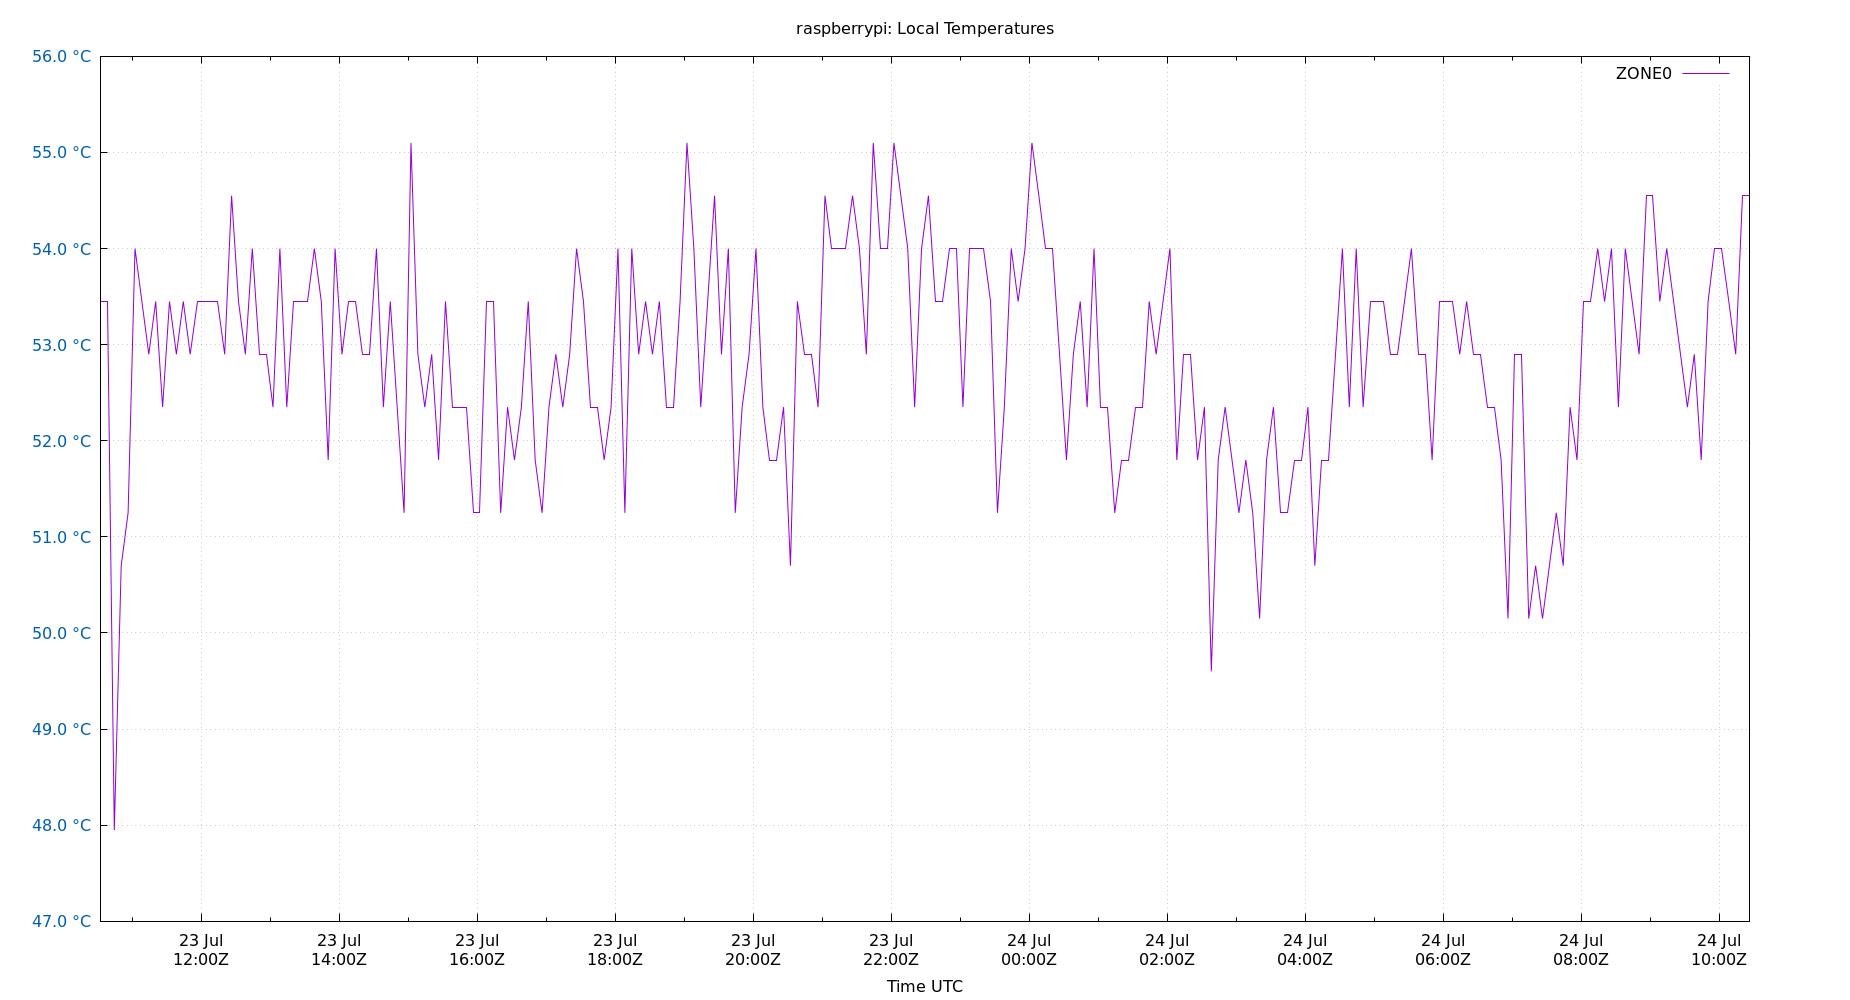 raspberrypi: Local Temperatures
56.0 °C
ZONE0
55.0 °C
54.0 °C
53.0 °C
52.0 °C
51.0 °C
50.0 °C
49.0 °C
48.0 °C
47.0 °C
23 Jul 23 Jul 23 Jul 23 Jul 23 Jul 23 Jul 24 Jul 24 Jul 24 Jul 24 Jul 24 Jul 24 Jul
12:00Z 14:00Z 16:00Z 18:00Z 20:00Z 22:00Z 00:00Z 02:00Z 04:00Z 06:00Z 08:00Z 10:00Z
Time UTC